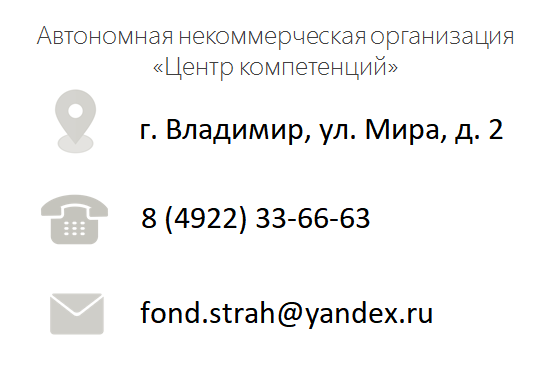 Автономная некоммерческая организация
«Центр компетенций»
г. Владимир, ул. Мира, д. 2
8 (4922) 33-66-63
fond.strah@yandex.ru